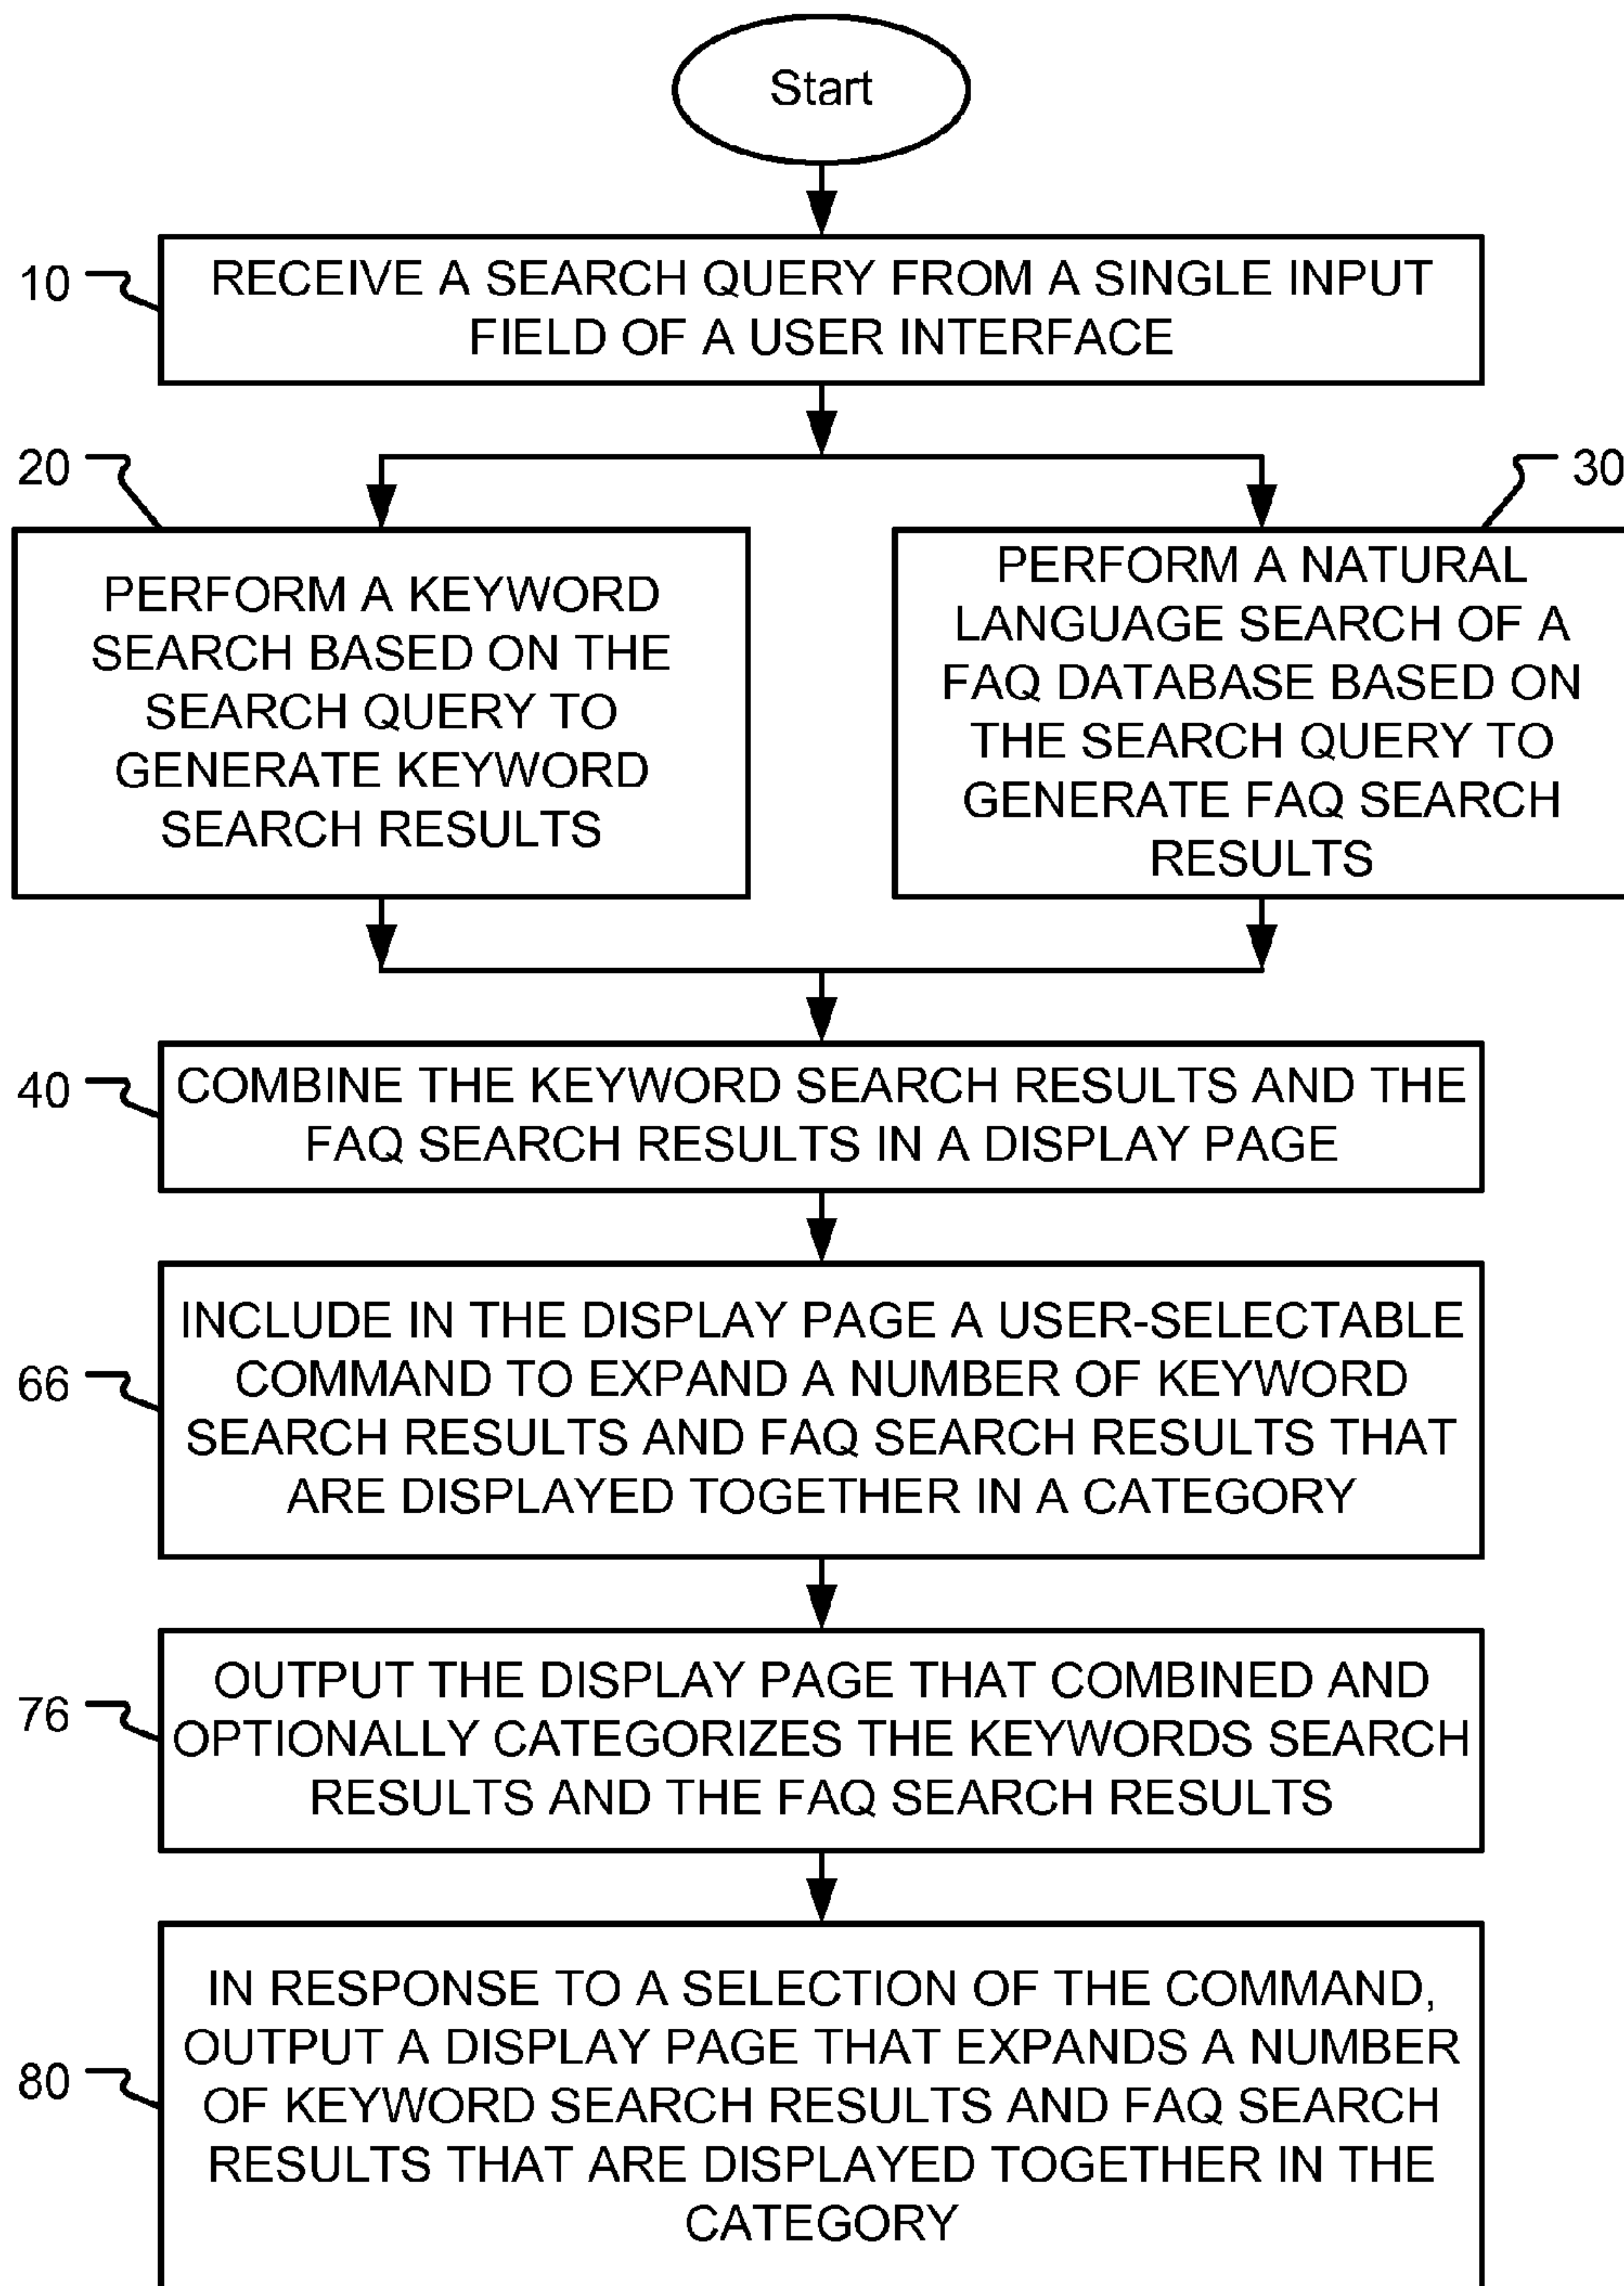 Start
10
RECEIVE A SEARCH QUERY FROM A SINGLE INPUT
FIELD OF A USER INTERFACE
20
PERFORM A KEYWORD
SEARCH BASED ON THE
SEARCH QUERY TO
GENERATE KEYWORD
SEARCH RESULTS
30
PERFORM A NATURAL
LANGUAGE SEARCH OF A
FAQ DATABASE BASED ON
THE SEARCH QUERY TO
GENERATE FAQ SEARCH
RESULTS
40
COMBINE THE KEYWORD SEARCH RESULTS AND THE
FAQ SEARCH RESULTS IN A DISPLAY PAGE
66
INCLUDE IN THE DISPLAY PAGE A USER-SELECTABLE
COMMAND TO EXPAND A NUMBER OF KEYWORD
SEARCH RESULTS AND FAQ SEARCH RESULTS THAT
ARE DISPLAYED TOGETHER IN A CATEGORY
76
OUTPUT THE DISPLAY PAGE THAT COMBINED AND
OPTIONALLY CATEGORIZES THE KEYWORDS SEARCH
RESULTS AND THE FAQ SEARCH RESULTS
80
IN RESPONSE TO A SELECTION OF THE COMMAND,
OUTPUT A DISPLAY PAGE THAT EXPANDS A NUMBER
OF KEYWORD SEARCH RESULTS AND FAQ SEARCH
RESULTS THAT ARE DISPLAYED TOGETHER IN THE
CATEGORY